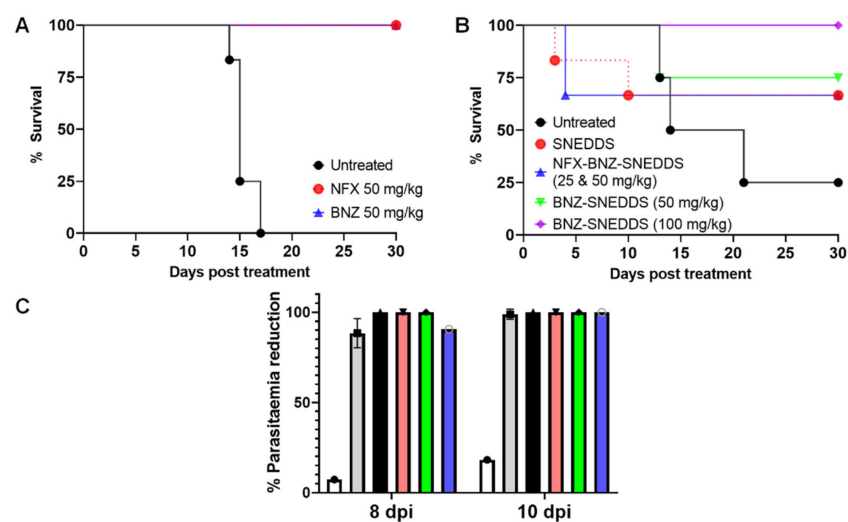 A
100
75
50
25
0
% Survival
0
5
10
15
20
25
30
Days post treatment
Untreated
NFX 50 mg/kg
BNZ 50 mg/kg
B
100
75
50
25
0
% Survival
0
5
10
15
20
25
30
Days post treatment
Untreated
SNEDDS
NFX-BNZ-SNEDDS
(25 & 50 mg/kg)
BNZ-SNEDDS (50 mg/kg)
BNZ-SNEDDS (100 mg/kg)
C
100
50
0
% Parasitaemia reduction
8 dpi
10 dpi